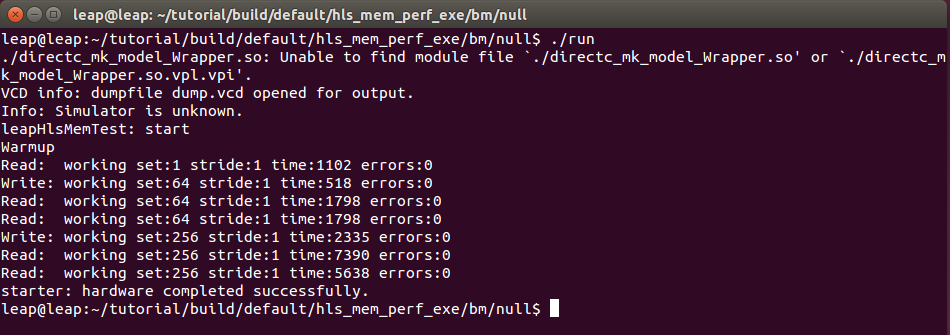 leap@leap: ~/tutorial/build/default/hls_mem_perf_exe/bm/null
leap@leap:~/tutorial/build/default/hls_mem_perf_exe/bm/null$ ./run
./directc_mk_model_Wrapper.so: Unable to find module file `./directc_mk_model_Wrapper.so' or `./directc_m
k_model_Wrapper.so.vpl.vpi'.
VCD info: dumpfile dump.vcd opened for output.
Info: Simulator is unknown.
leapHlsMemTest: start
Warmup
Read:  working set:1 stride:1 time:1102 errors:0
Write: working set:64 stride:1 time:518 errors:0
Read:  working set:64 stride:1 time:1798 errors:0
Read:  working set:64 stride:1 time:1798 errors:0
Write: working set:256 stride:1 time:2335 errors:0
Read:  working set:256 stride:1 time:7390 errors:0
Read:  working set:256 stride:1 time:5638 errors:0
starter: hardware completed successfully.
leap@leap:~/tutorial/build/default/hls_mem_perf_exe/bm/null$